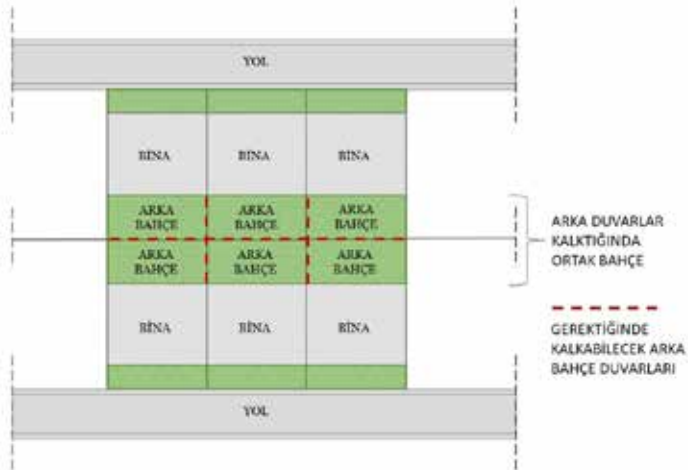 YOL
BİNA BİNA BİNA
ARKA BAHÇE
ARKA BAHÇE
ARKA BAHÇE
ARKA BAHÇE
ARKA BAHÇE
ARKA BAHÇE
BİNA BİNA BİNA
YOL
ARKA DUVARLAR
KALKTIĞINDA
ORTAK BAHÇE
GEREKTİĞİNDE
KALKABİLECEK ARKA
BAHÇE DUVARLARI